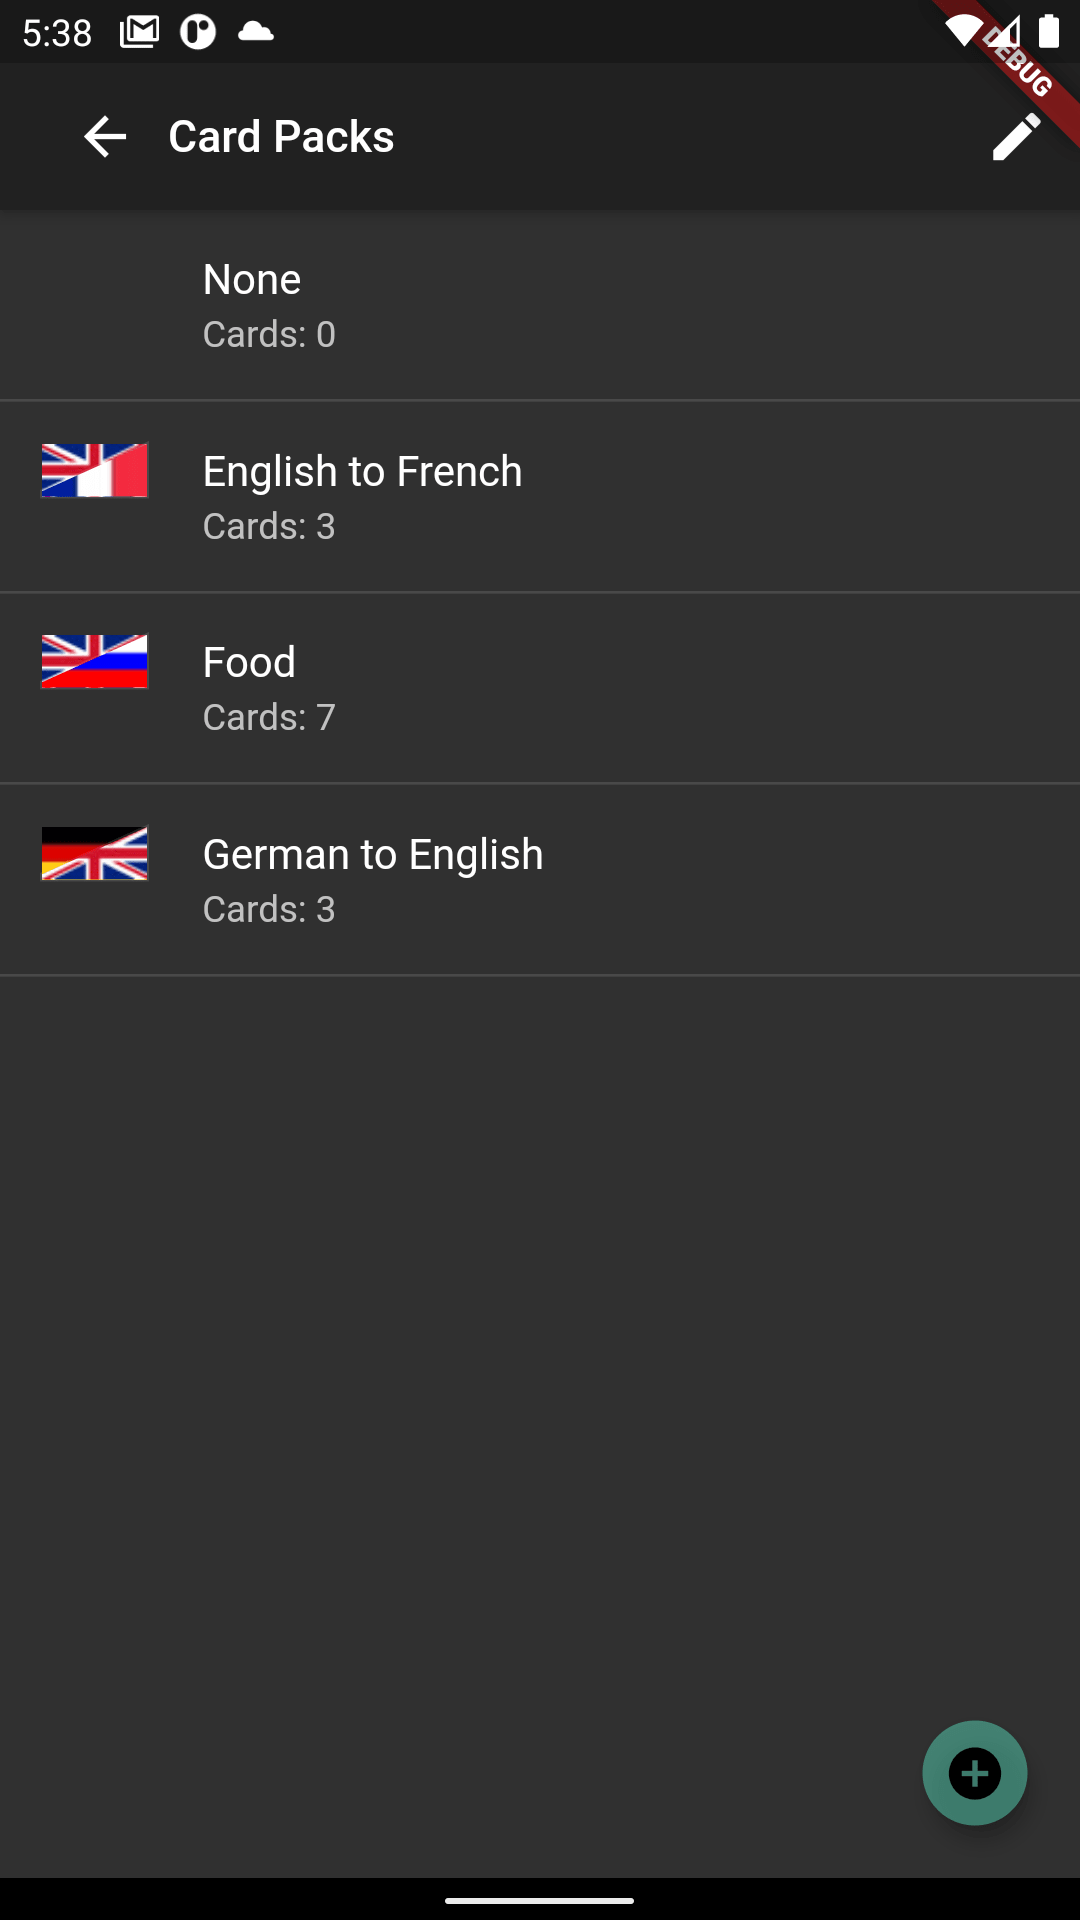 5:38
DEBUG
Card Packs
None
Cards: 0
English to French
Cards: 3
Food
Cards: 7
German to English
Cards: 3